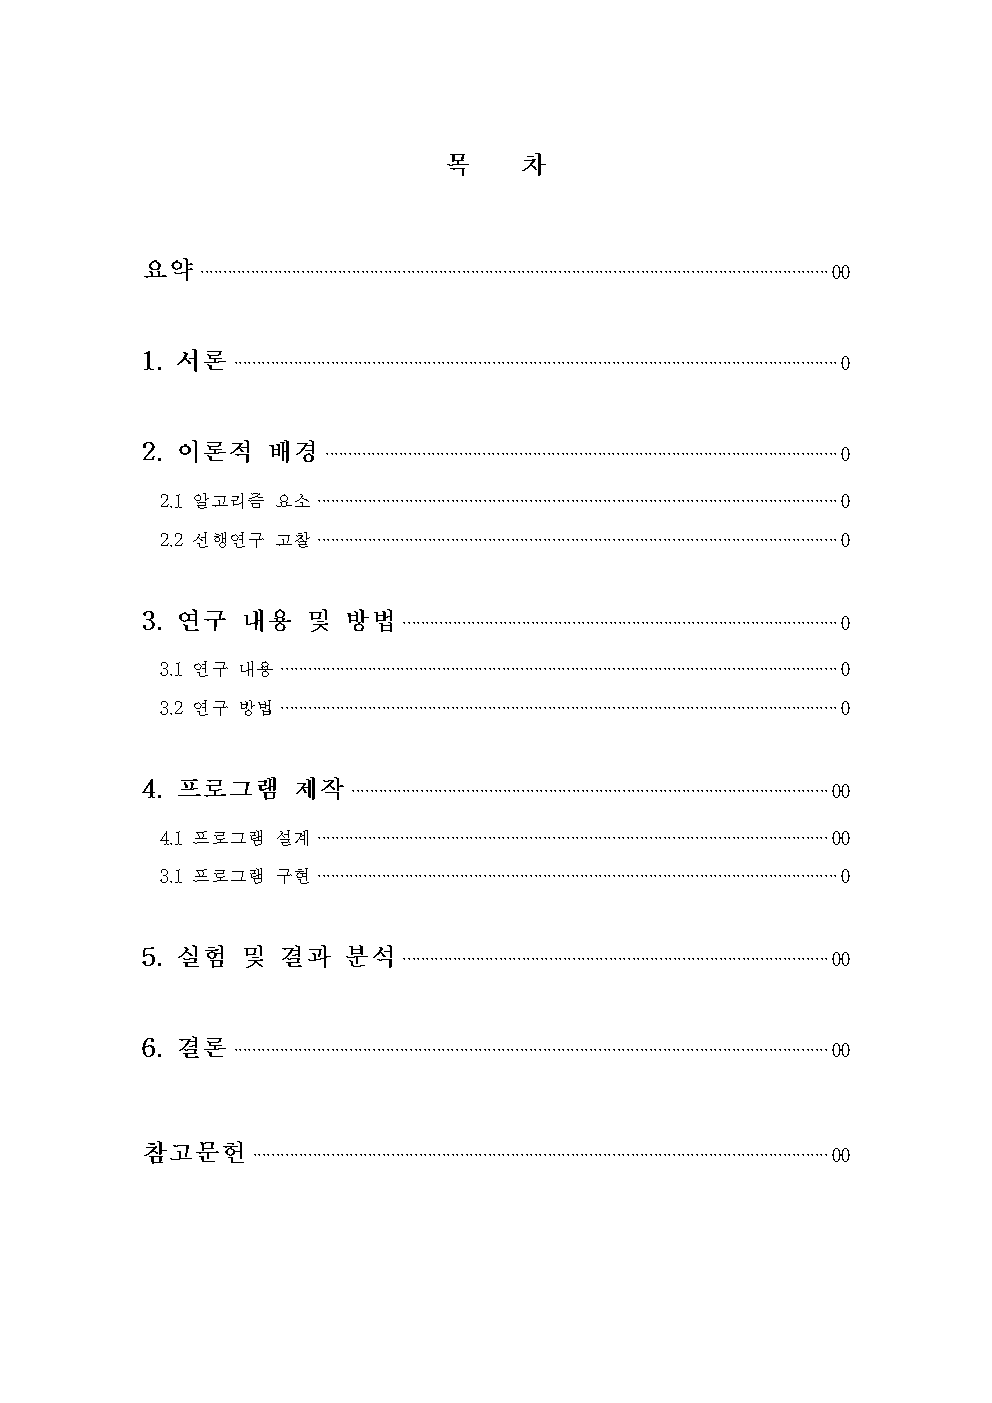 목 차
요약 ········ 00
1. 서론 ········ 0
2. 이론적 배경 ········ 0
2.1 알고리즘 요소 ········ 0
2.2 선행연구 고찰 ········ 0
3. 연구 내용 및 방법 ········ 0
3.1 연구 내용 ········ 0
3.2 연구 방법 ········ 0
4. 프로그램 제작 ········ 00
4.1 프로그램 설계 ········ 00
3.1 프로그램 구현 ········ 0
5. 실험 및 결과 분석 ········ 00
6. 결론 ········ 00
참고문헌 ········ 00